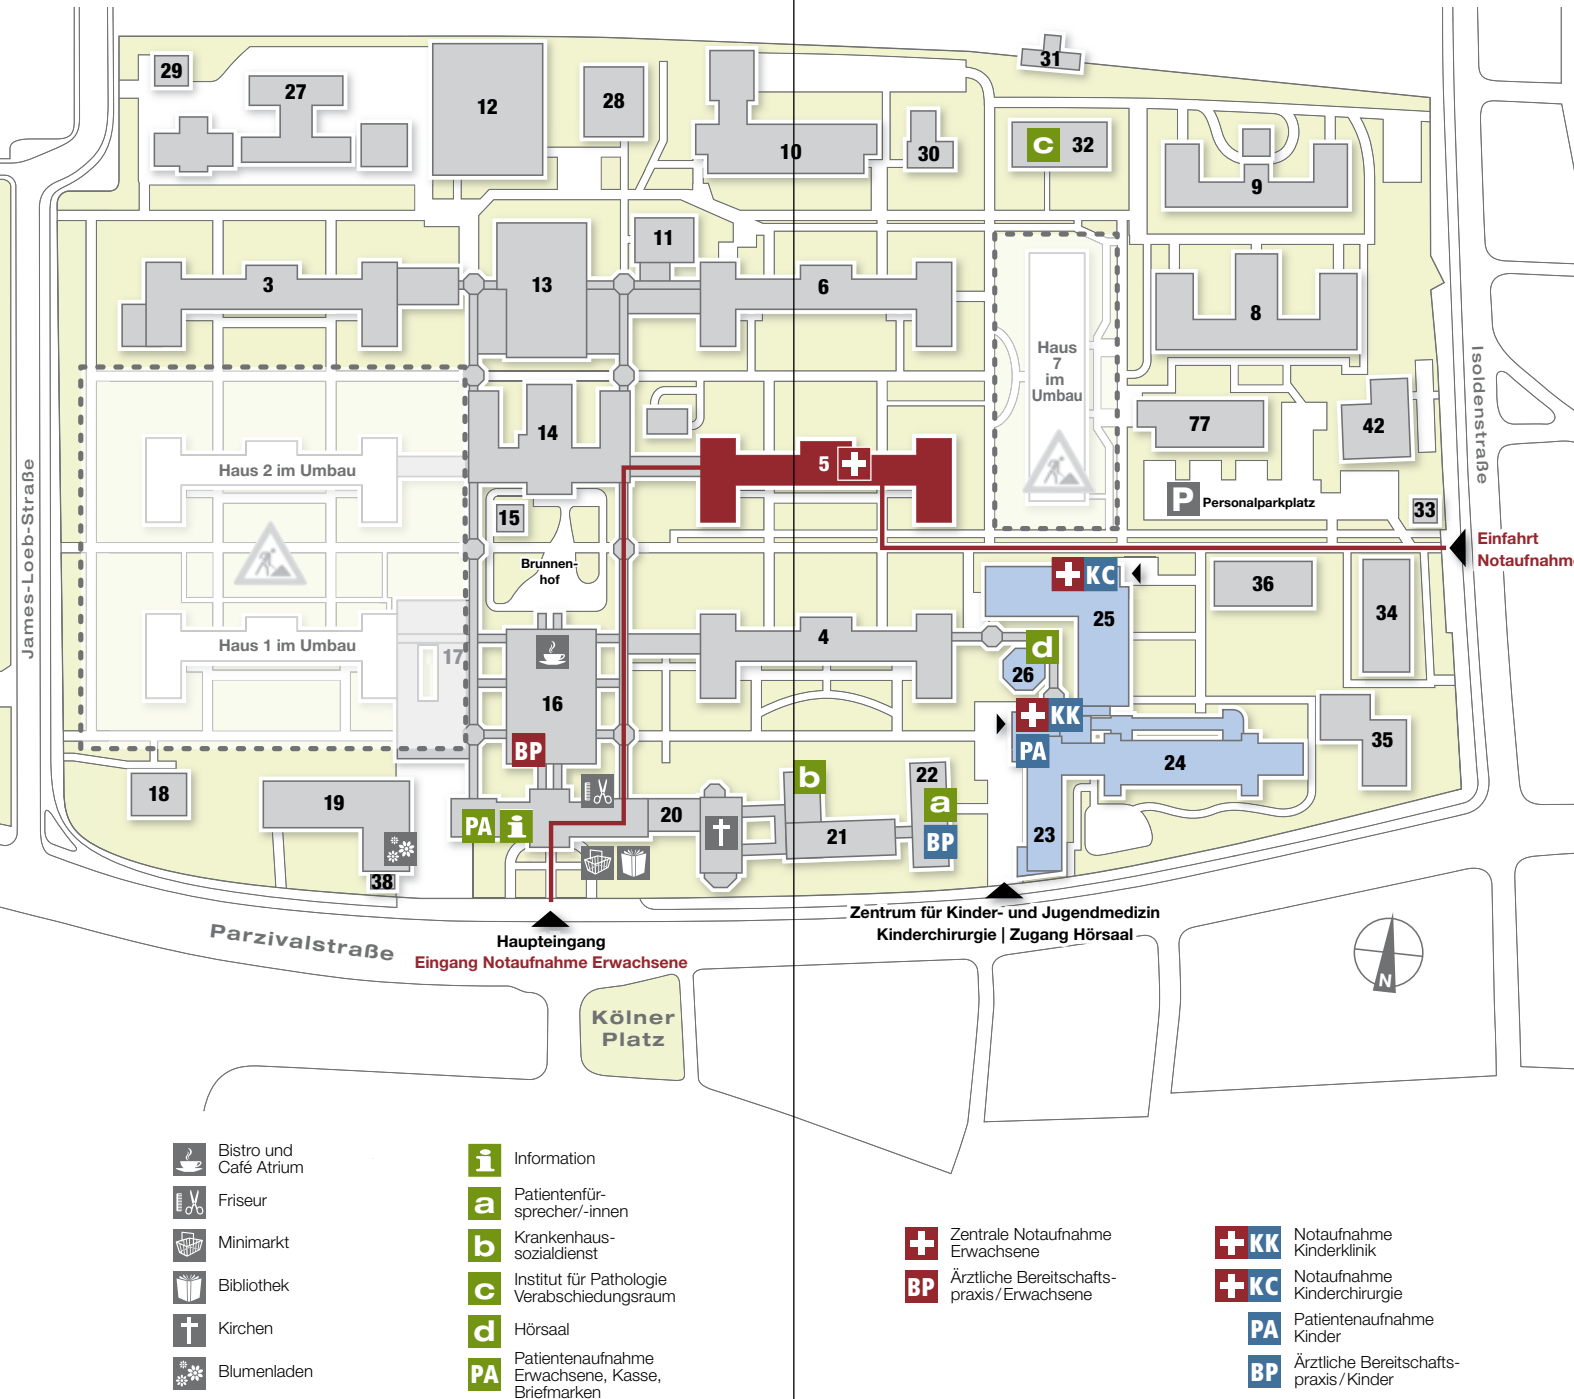 31
29
27
12
28
10
30
c 32
9
11
3
13
6
8
Haus
7
im
Umbau
Isoldenstraße
77
42
14
5
Haus 2 im Umbau
James-Loeb-Straße
P Personalparkplatz
33
15
Einfahrt
Brunnen-
hof
KC
36
34
25
4
d
Haus 1 im Umbau
17
26
16
KK
BP
PA
35
24
22
b
18
19
a
20
PA i
21
BP
23
38
Zentrum für Kinder- und Jugendmedizin
Kinderchirurgie | Zugang Hörsaal
Parzivalstraße
Haupteingang
Eingang Notaufnahme Erwachsene
N
Kölner
Platz
Bistro und
Café Atrium
Friseur
Minimarkt
Bibliothek
Kirchen
Blumenladen
i Information
a Patientenfür-
sprecher/-innen
b Krankenhaus-
sozialdienst
c Institut für Pathologie
Verabschiedungsraum
d Hörsaal
PA Patientenaufnahme
Erwachsene, Kasse,
Briefmarken
Zentrale Notaufnahme
Erwachsene
BP Ärztliche Bereitschafts-
praxis/Erwachsene
KK Notaufnahme
Kinderklinik
KC Notaufnahme
Kinderchirurgie
PA Patientenaufnahme
Kinder
BP Ärztliche Bereitschafts-
praxis/Kinder